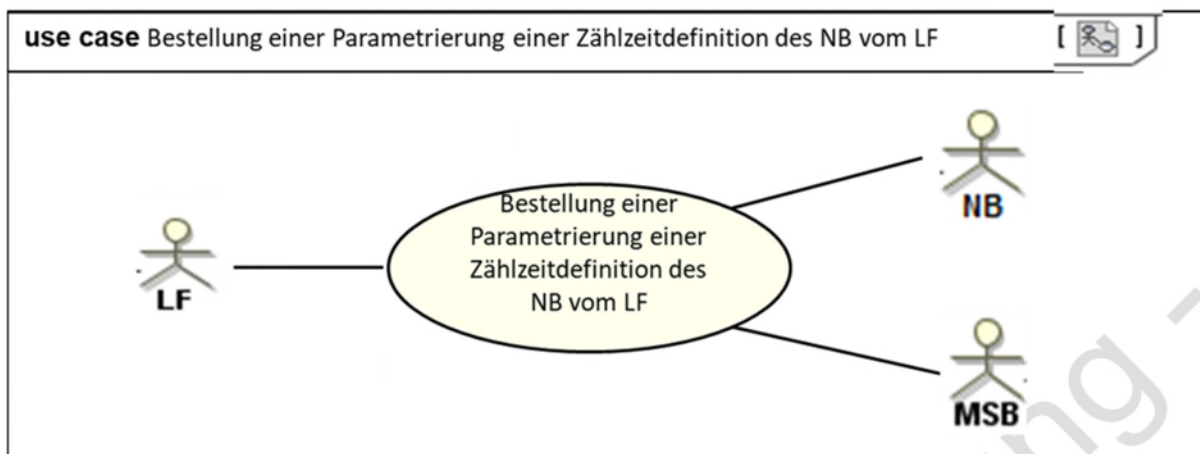 use case Bestellung einer Parametrierung einer Zählzeitdefinition des NB vom LF
[ ]
NB
Bestellung einer
Parametrierung einer
Zählzeitdefinition des
NB vom LF
LF
MSB